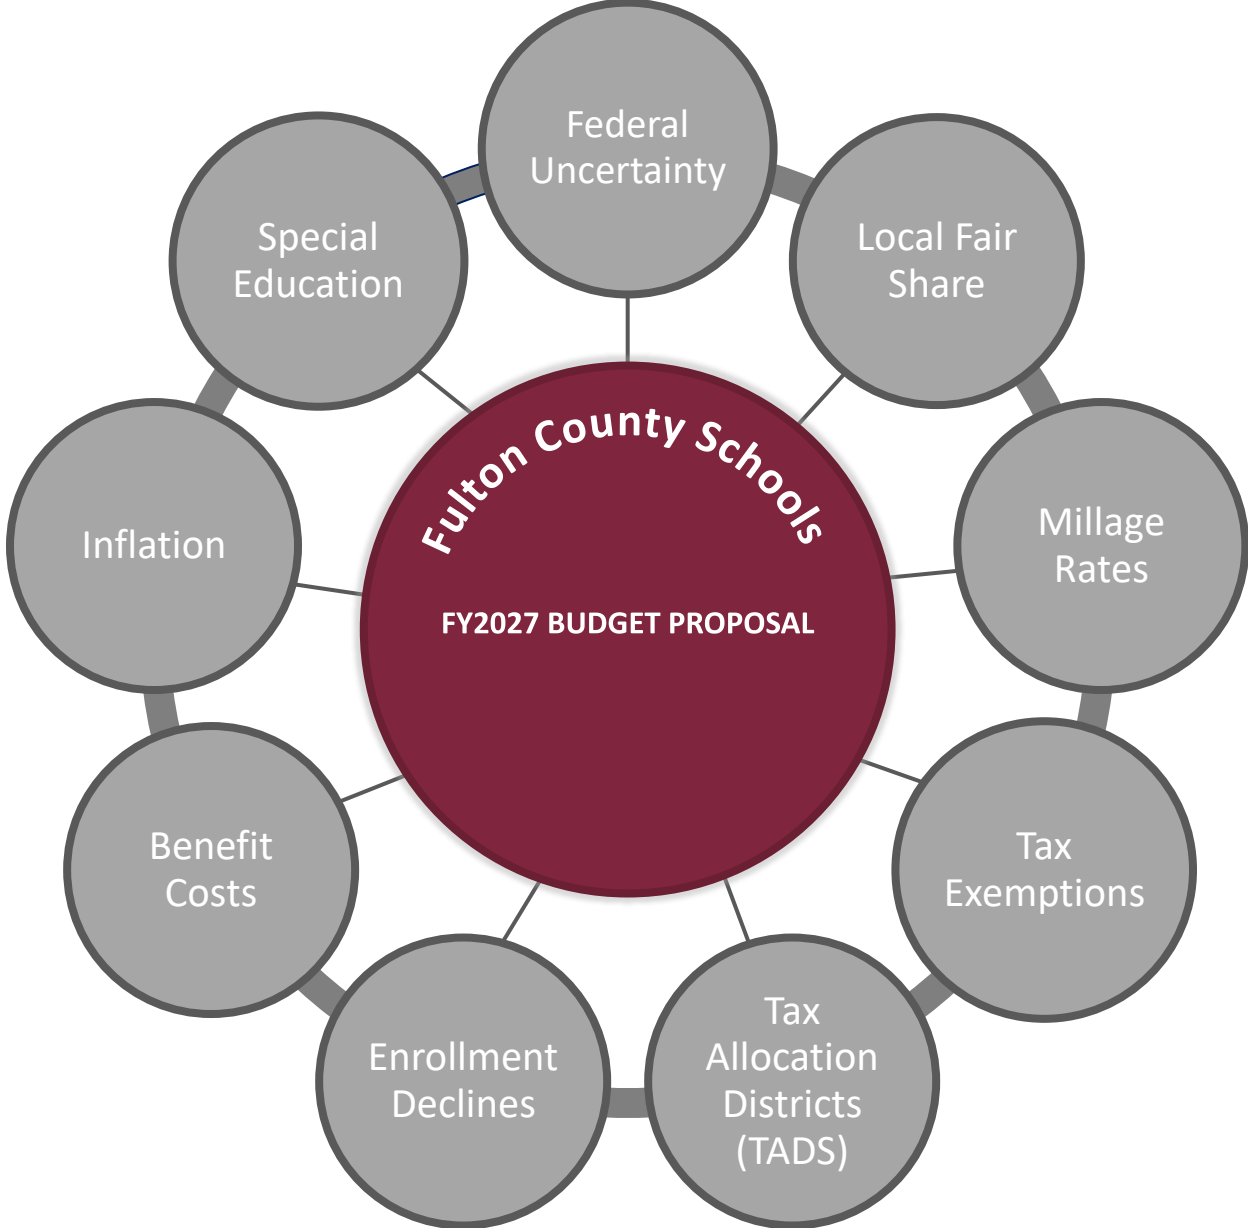 Federal
Uncertainty
Local Fair
Share
Millage
Rates
Tax
Exemptions
Tax
Allocation
Districts
(TADS)
Enrollment
Declines
Benefit
Costs
Inflation
Special
Education
Fulton County Schools
FY2027 BUDGET PROPOSAL